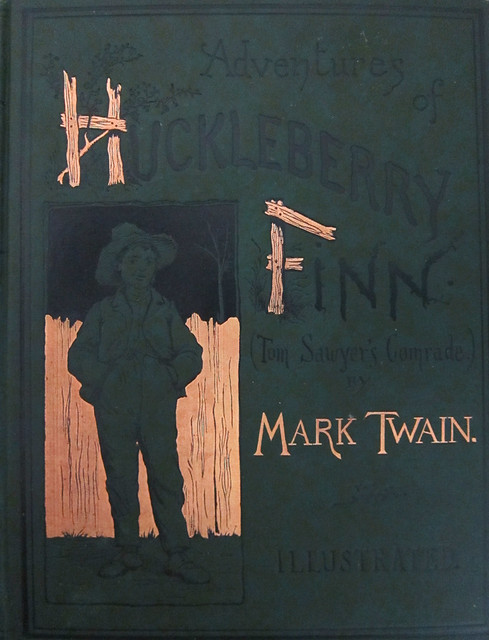 Adventures
of
HUCKLEBERRY
FINN.
(Tom Sawyer's Comrade.)
BY
MARK TWAIN.
ILLUSTRATED.